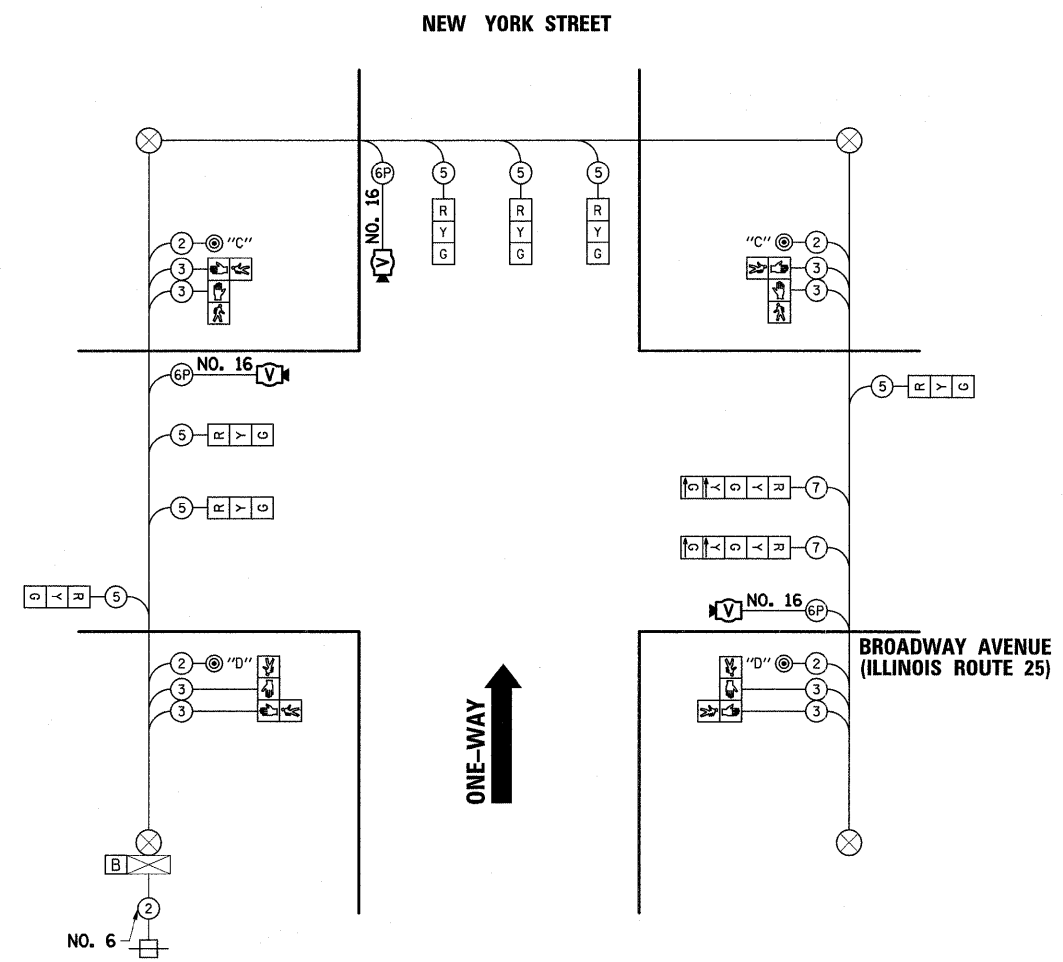 NEW YORK STREET
6P 5 5 5
NO. 16
R R R
Y Y Y
G G G
V
2 "C" "C" 2
3 3
3 3
6P NO. 16 V
5 R Y G
5 R Y G
R Y G Y G 7
5 R Y G
5 R Y G
R Y G Y G 7
V NO. 16 6P
5 R Y G
BROADWAY AVENUE
(ILLINOIS ROUTE 25)
2 "D" "D" 2
3 3
3 3
ONE-WAY
B
2
NO. 6